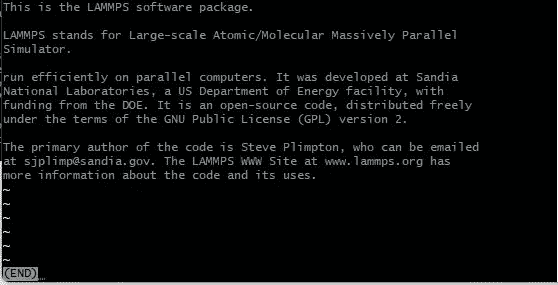 This is the LAMMPS software package.
LAMMPS stands for Large-scale Atomic/Molecular Massively Parallel
Simulator.
run efficiently on parallel computers. It was developed at Sandia
National Laboratories, a US Department of Energy facility, with
funding from the DOE. It is an open-source code, distributed freely
under the terms of the GNU Public License (GPL) version 2.
The primary author of the code is Steve Plimpton, who can be emailed
at sjplimp@sandia.gov. The LAMMPS WWW Site at www.lammps.org has
more information about the code and its uses.
~
~
~
~
~
~
(END)